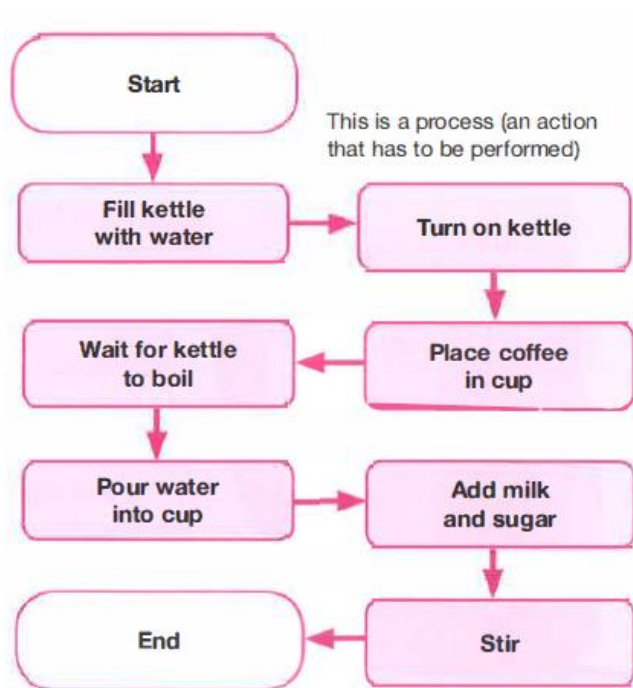 Start
This is a process (an action
that has to be performed)
Fill kettle
with water
Turn on kettle
Place coffee
in cup
Wait for kettle
to boil
Pour water
into cup
Add milk
and sugar
Stir
End